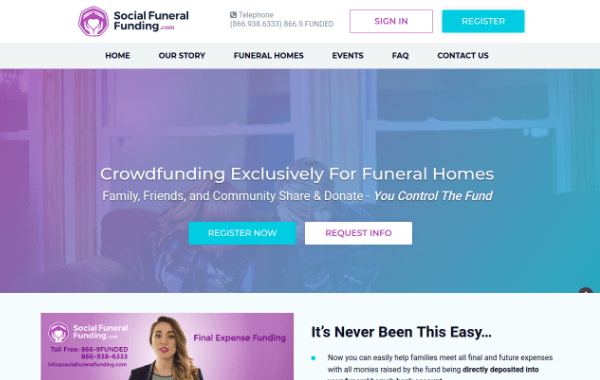 Social Funeral
Funding.com
Telephone
(866.938.6333) 866.9.FUNDED
SIGN IN
REGISTER
HOME
OUR STORY
FUNERAL HOMES
EVENTS
FAQ
CONTACT US
Crowdfunding Exclusively For Funeral Homes
Family, Friends, and Community Share & Donate - You Control The Fund
REGISTER NOW
REQUEST INFO
Social Funeral
Funding.com
Toll Free: 866-9FUNDED
866-938-6333
info@socialfuneralfunding.com
Final Expense Funding
It's Never Been This Easy...
Now you can easily help families meet all final and future expenses
with all monies raised by the fund being directly deposited into